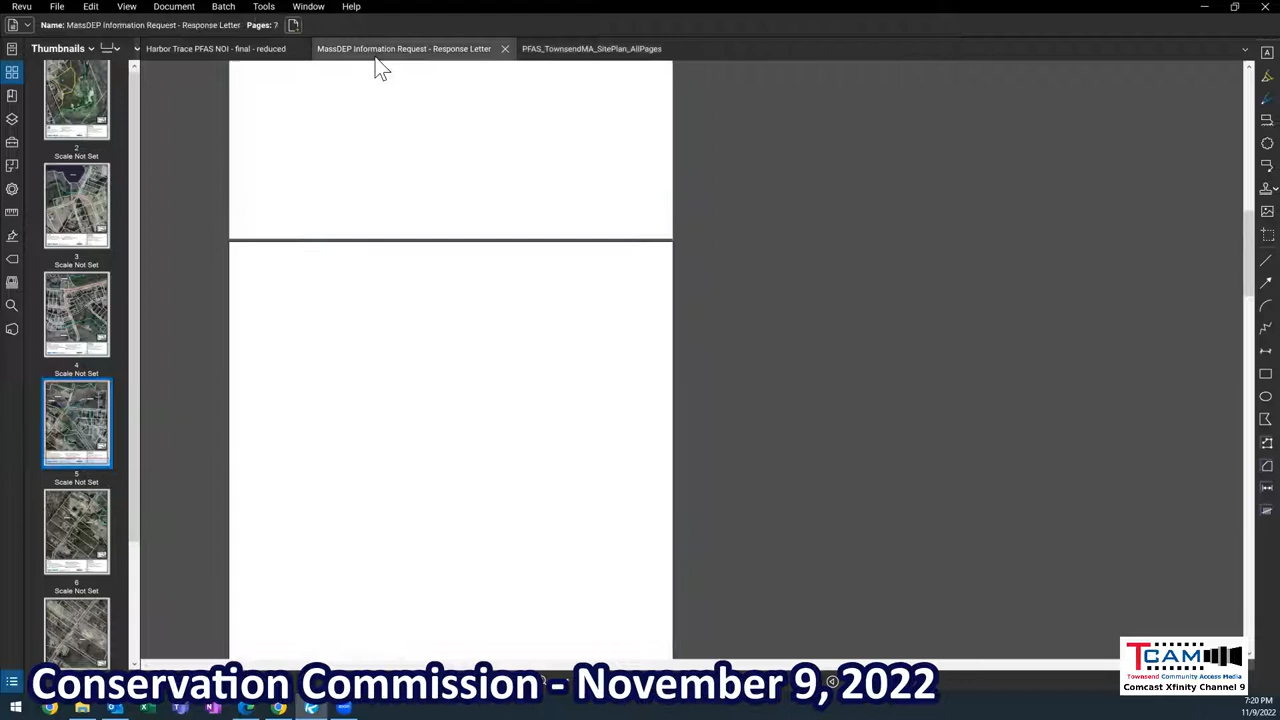 Revu File Edit View Document Batch Tools Window Help
Name: MassDEP Information Request - Response Letter Pages: 7
Thumbnails
Harbor Trace PFAS NOI - final - reduced
MassDEP Information Request - Response Letter
PFAS_TownsendMA_SitePlan_AllPages
2
Scale Not Set
3
Scale Not Set
4
Scale Not Set
5
Scale Not Set
6
Scale Not Set
TCAM
Townsend Community Access Media
Comcast Xfinity Channel 9
Conservation Commission - November 9, 2022
7:20 PM
11/9/2022